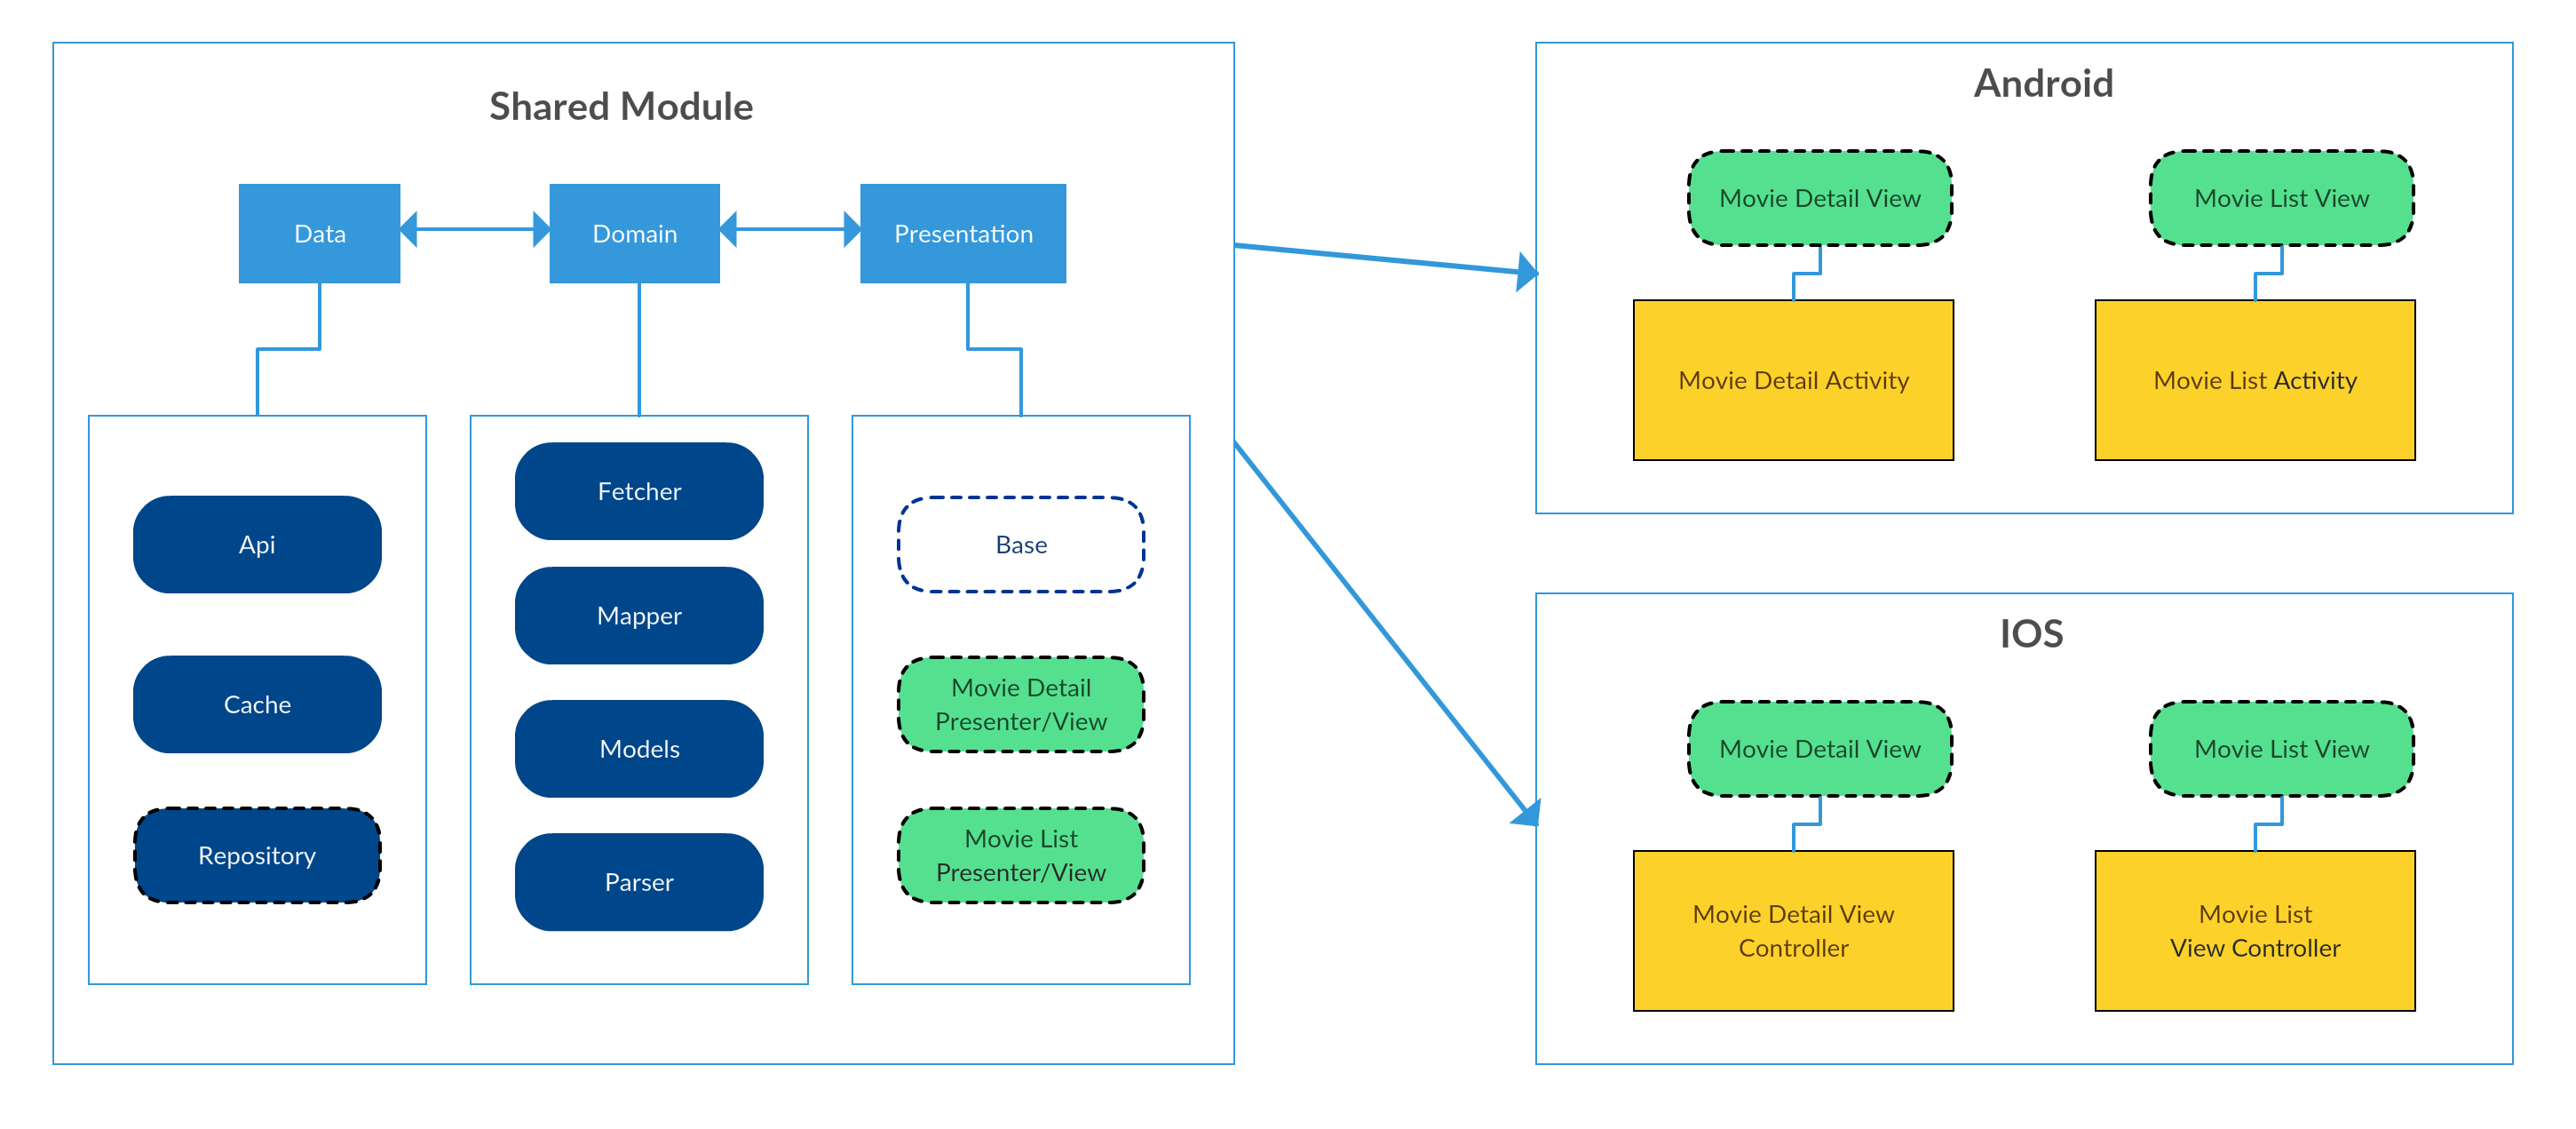 Shared Module
Data
Domain
Presentation
Api
Cache
Repository
Fetcher
Mapper
Models
Parser
Base
Movie Detail
Presenter/View
Movie List
Presenter/View
Android
Movie Detail View
Movie List View
Movie Detail Activity
Movie List Activity
IOS
Movie Detail View
Movie List View
Movie Detail View
Controller
Movie List
View Controller